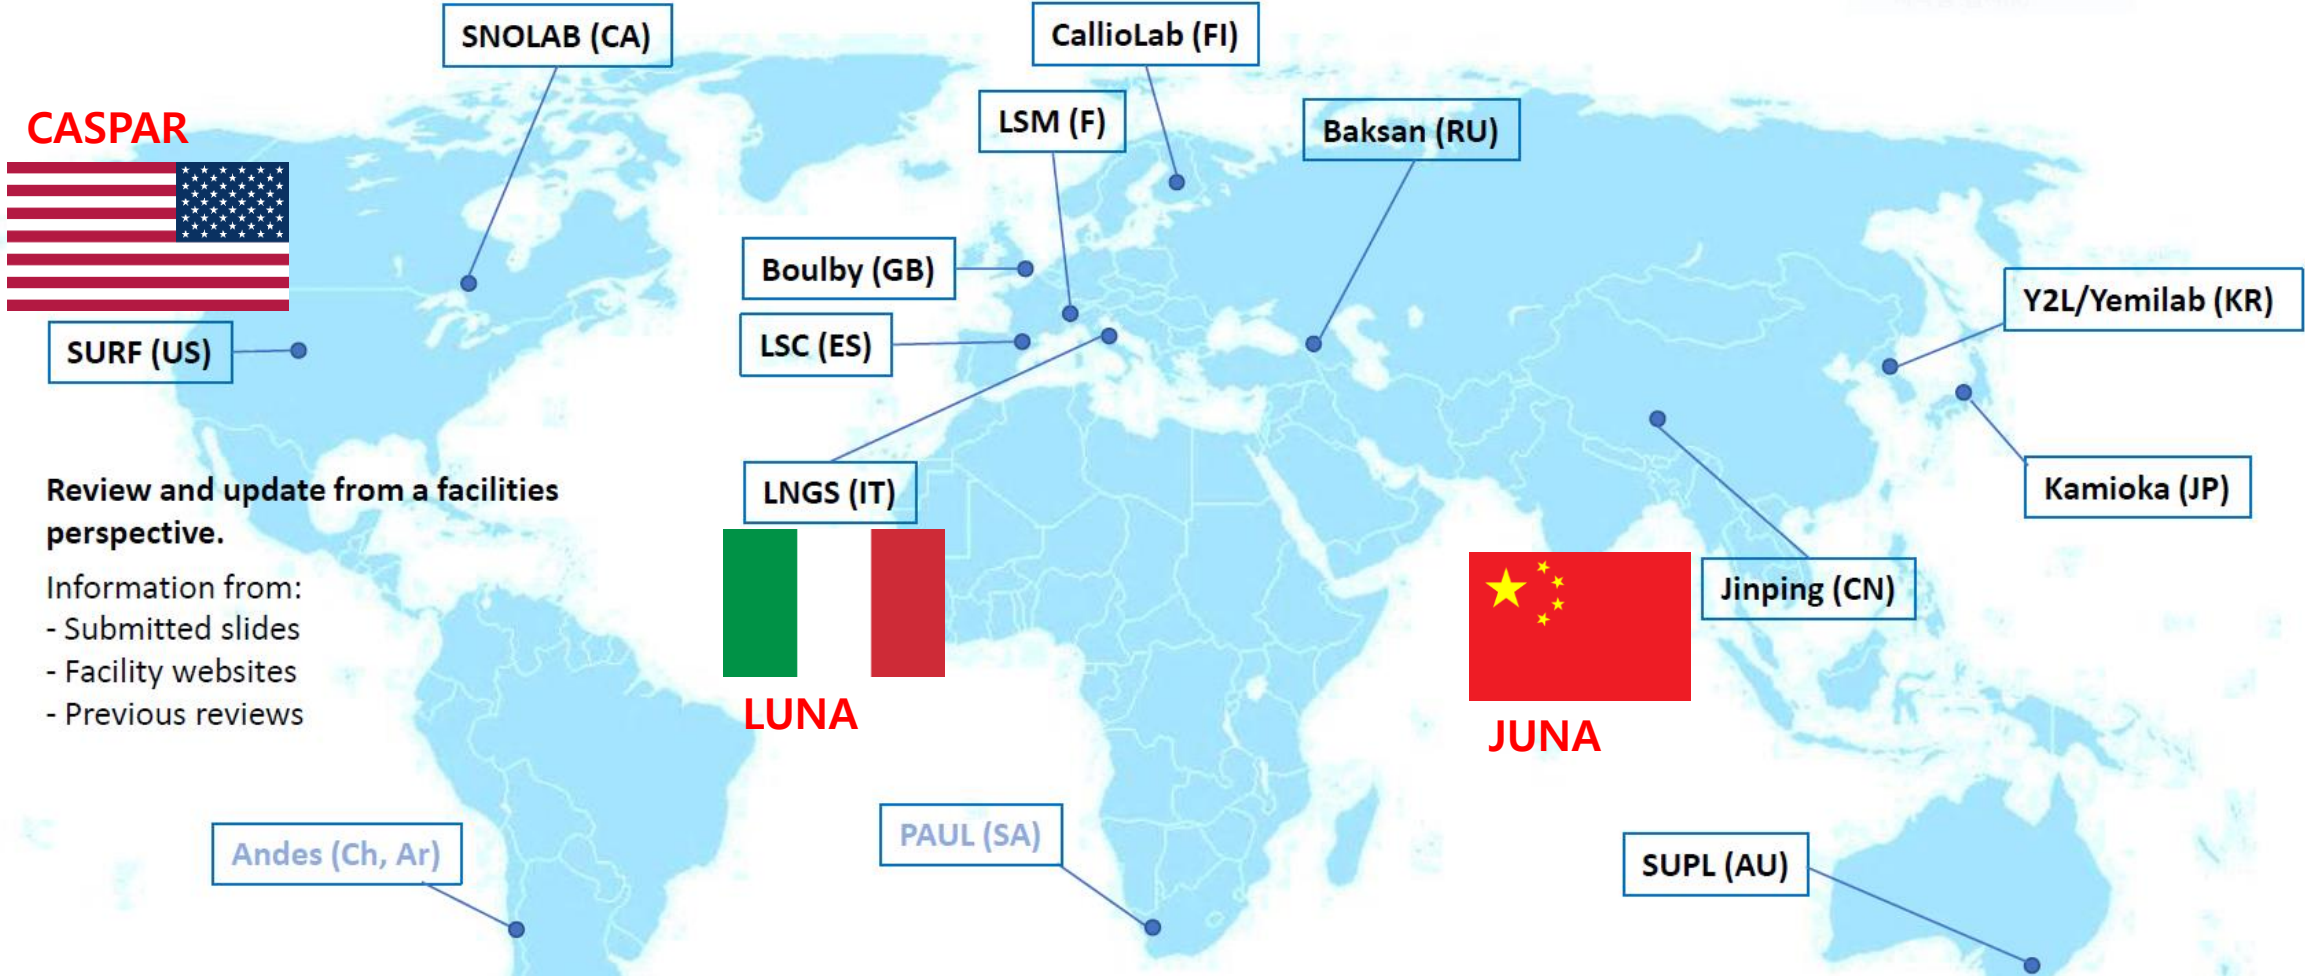 SNOLAB (CA)
CallioLab (FI)
CASPAR
LSM (F)
Baksan (RU)
Boulby (GB)
Y2L/Yemilab (KR)
SURF (US)
LSC (ES)
LNGS (IT)
Kamioka (JP)
Review and update from a facilities
perspective.
Information from:
- Submitted slides
- Facility websites
- Previous reviews
Jinping (CN)
LUNA
JUNA
Andes (Ch, Ar)
PAUL (SA)
SUPL (AU)